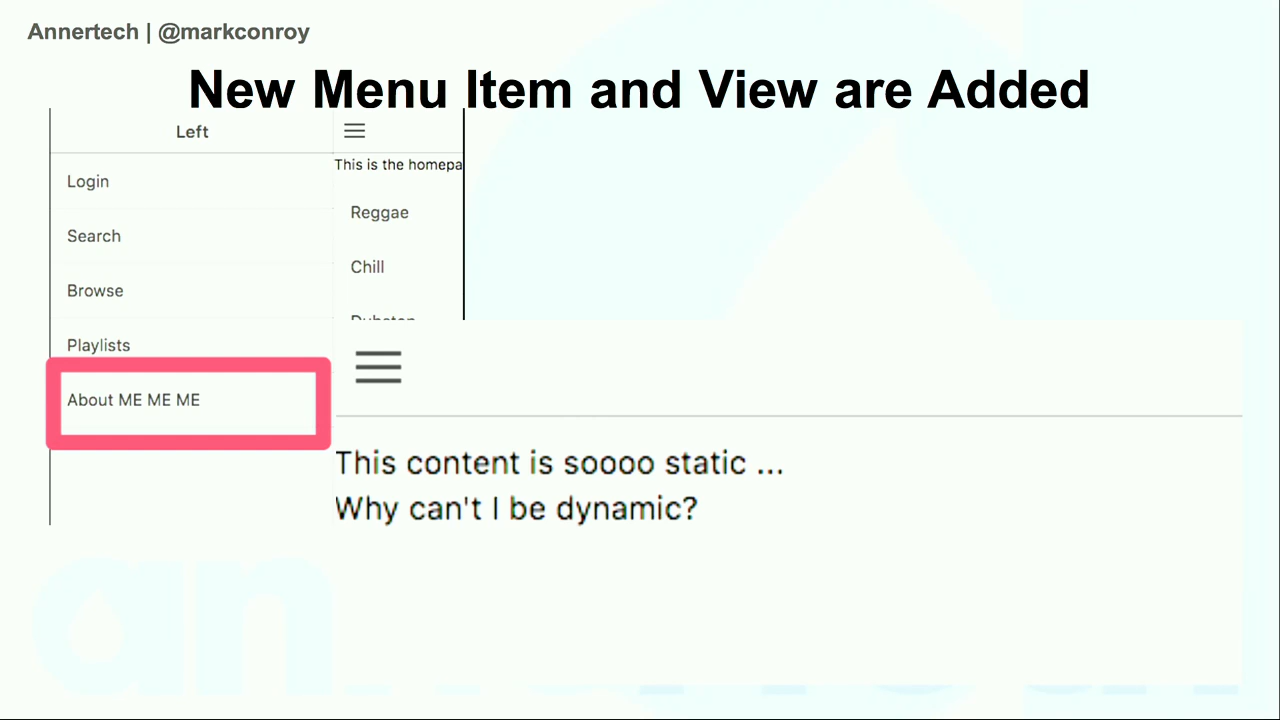 Annertech | @markconroy
New Menu Item and View are Added
Left
Login
Search
Browse
Playlists
About ME ME ME
This is the homepa
Reggae
Chill
This content is soooo static ...
Why can't I be dynamic?
an